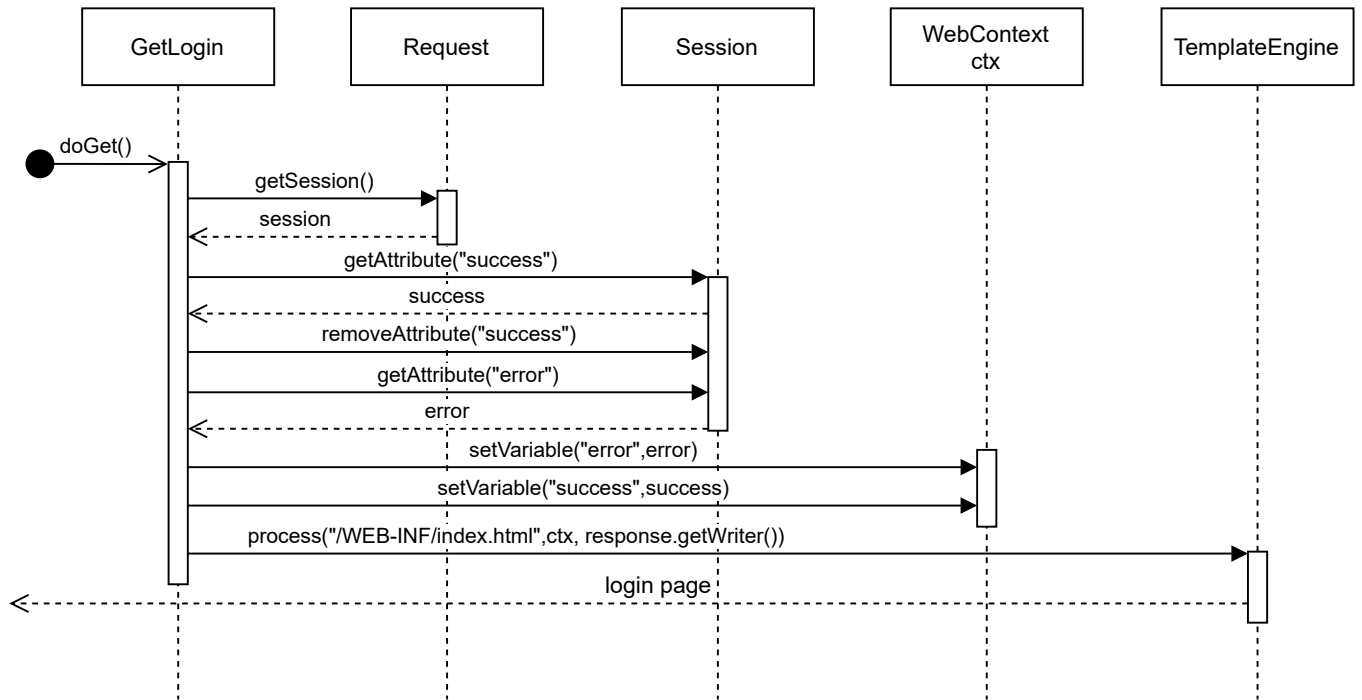 GetLogin
Request
Session
WebContext
ctx
TemplateEngine
doGet()
getSession()
session
getAttribute("success")
success
removeAttribute("success")
getAttribute("error")
error
setVariable("error",error)
setVariable("success",success)
process("/WEB-INF/index.html",ctx, response.getWriter())
login page